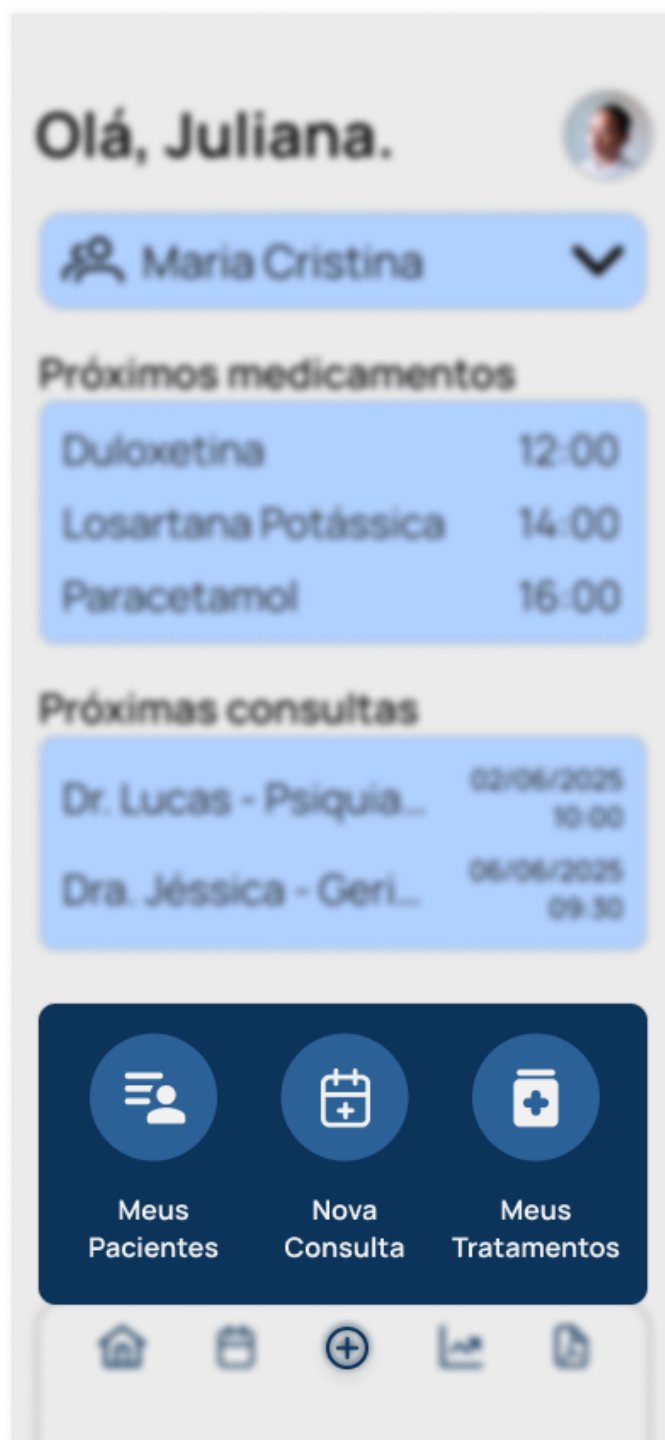 Olá, Juliana.
Maria Cristina
Próximos medicamentos
Duloxetina 12:00
Losartana Potássica 14:00
Paracetamol 16:00
Próximas consultas
Dr. Lucas - Psiquia... 02/06/2025
10:00
Dra. Jéssica - Geri... 06/06/2025
09:30
Meus Nova Meus
Pacientes Consulta Tratamentos